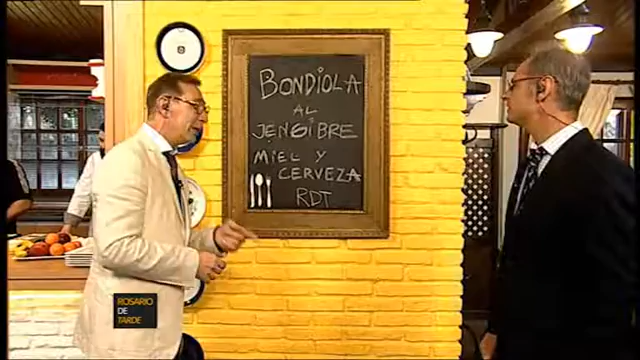 BONDIOLA
AL
JENGIBRE
MIEL Y
CERVEZA
RDT
ROSARIO
DE
TARDE